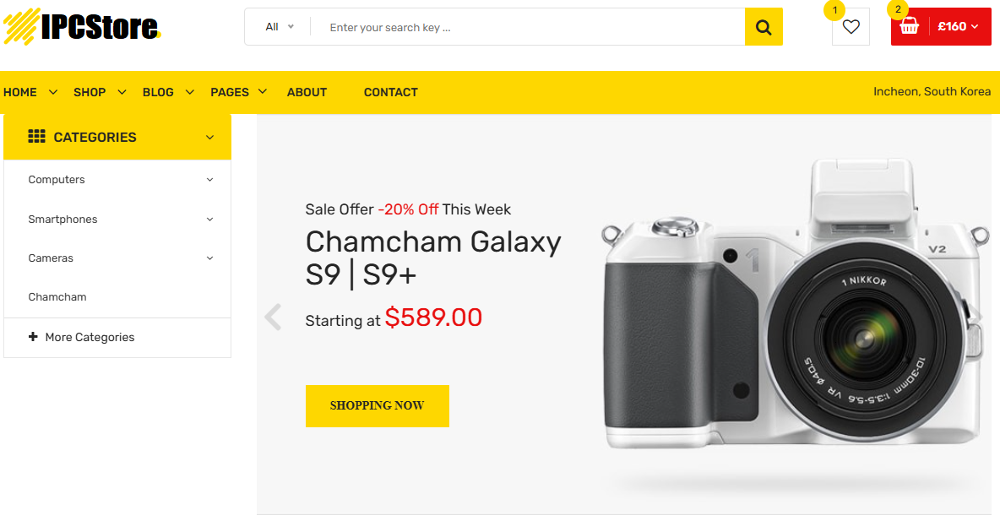 IPCStore.
All
Enter your search key ...
1
2
£160
HOME SHOP BLOG PAGES ABOUT CONTACT
Incheon, South Korea
CATEGORIES
Computers
Smartphones
Cameras
Chamcham
+ More Categories
Sale Offer -20% Off This Week
Chamcham Galaxy
S9 | S9+
Starting at $589.00
SHOPPING NOW
1
V2
1 NIKKOR
10-30mm 1:3.5-5.6 VR ø40.5